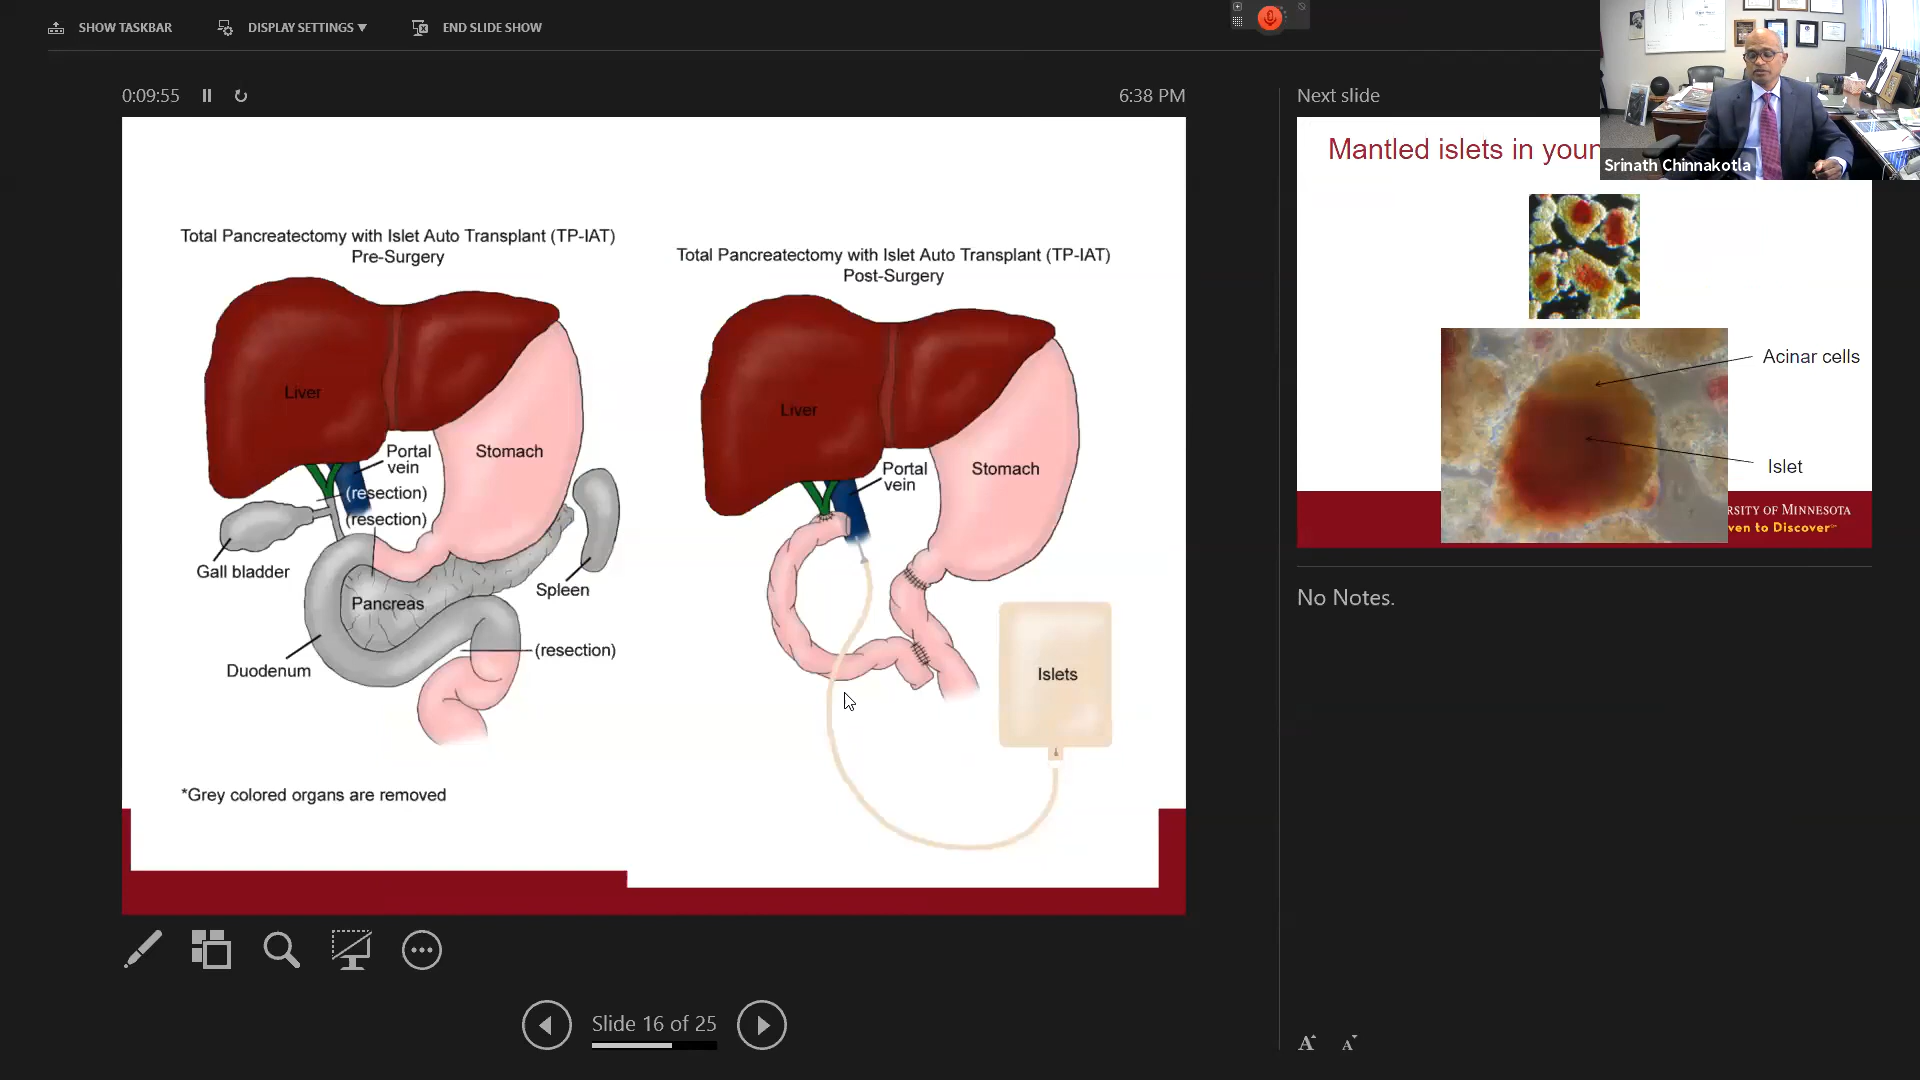 SHOW TASKBAR
DISPLAY SETTINGS ▼
END SLIDE SHOW
0:09:55
6:38 PM
Next slide
Total Pancreatectomy with Islet Auto Transplant (TP-IAT)
Pre-Surgery
Liver
Portal
vein
Stomach
(resection)
(resection)
Gall bladder
Pancreas
Spleen
Duodenum
(resection)
*Grey colored organs are removed
Total Pancreatectomy with Islet Auto Transplant (TP-IAT)
Post-Surgery
Liver
Portal
vein
Stomach
Islets
Mantled islets in
Srinath Chinnakotla
Acinar cells
Islet
OF MINNESOTA
to Discover
No Notes.
Slide 16 of 25
A A